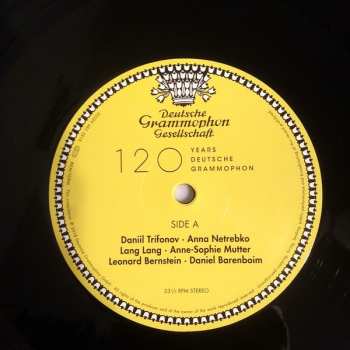 Deutsche
Grammophon
Gesellschaft
120
YEARS
DEUTSCHE
GRAMMOPHON
SIDE A
Daniil Trifonov · Anna Netrebko
Lang Lang · Anne-Sophie Mutter
Leonard Bernstein · Daniel Barenboim
33⅓ RPM STEREO